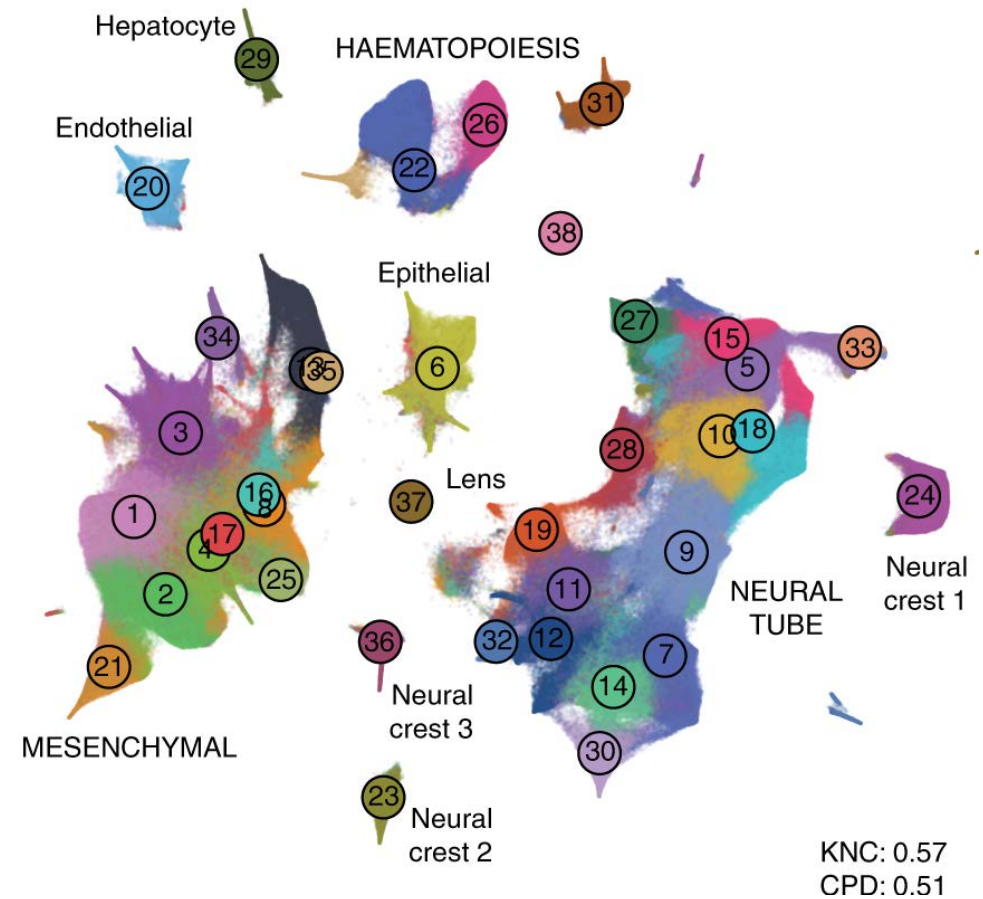 Hepatocyte
29
HAEMATOPOIESIS
31
26
Endothelial
22
20
38
Epithelial
27
34
15
33
5
13
35
6
3
10
18
28
Lens
24
16
37
1
8
17
19
4
9
Neural
crest 1
25
11
2
NEURAL
TUBE
36
32
12
7
21
14
Neural
crest 3
MESENCHYMAL
30
23
Neural
crest 2
KNC: 0.57
CPD: 0.51